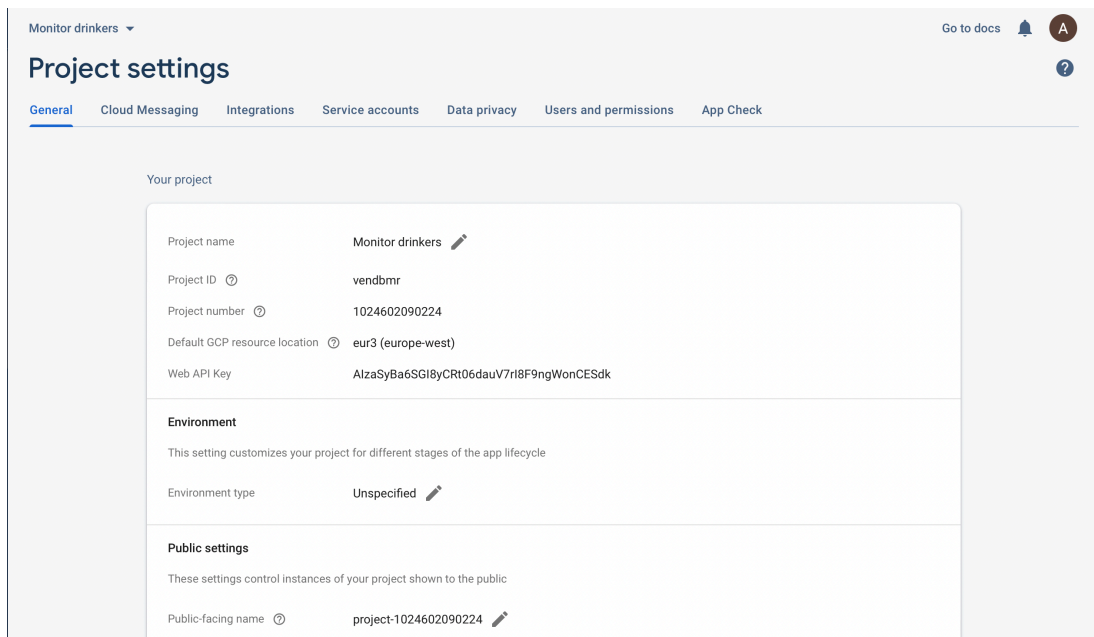 Monitor drinkers
Go to docs
A
Project settings
?
General Cloud Messaging Integrations Service accounts Data privacy Users and permissions App Check
Your project
Project name Monitor drinkers
Project ID ? vendbmr
Project number ? 1024602090224
Default GCP resource location ? eur3 (europe-west)
Web API Key AIzaSyBa6SGI8yCRt06dauV7rI8F9ngWonCESdk
Environment
This setting customizes your project for different stages of the app lifecycle
Environment type Unspecified
Public settings
These settings control instances of your project shown to the public
Public-facing name ? project-1024602090224